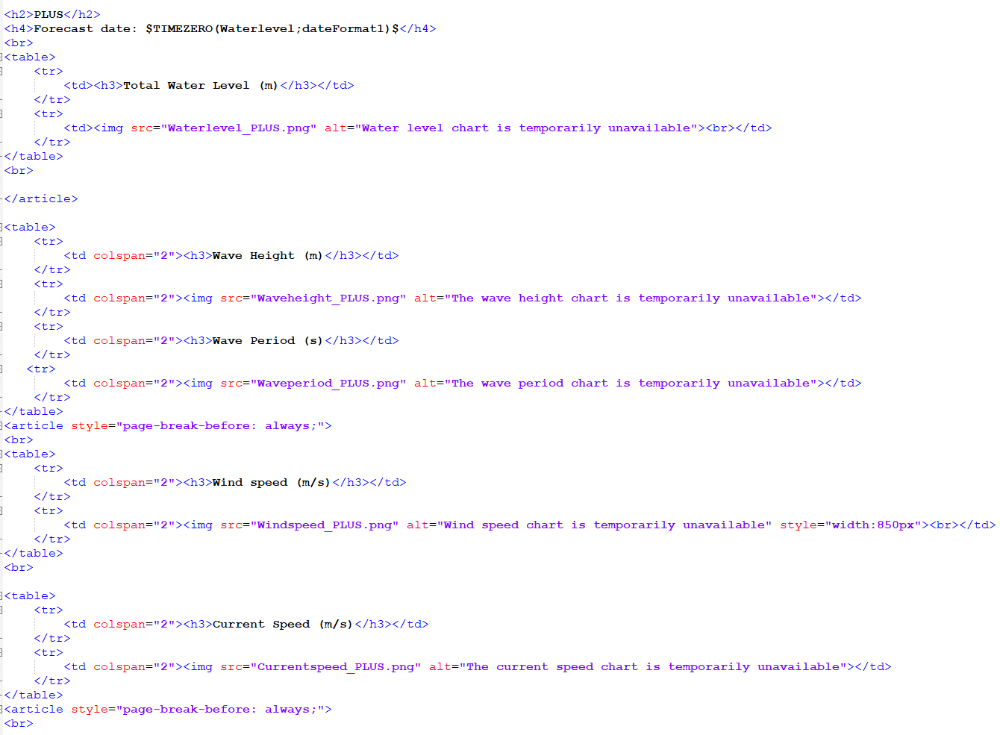 <h2>PLUS</h2>
<h4>Forecast date: $TIMEZERO(Waterlevel;dateFormat1)$</h4>
<br>
<table>
    <tr>
        <td><h3>Total Water Level (m)</h3></td>
    </tr>
    <tr>
        <td><img src="Waterlevel_PLUS.png" alt="Water level chart is temporarily unavailable"><br></td>
    </tr>
</table>
<br>

</article>

<table>
    <tr>
        <td colspan="2"><h3>Wave Height (m)</h3></td>
    </tr>
    <tr>
        <td colspan="2"><img src="Waveheight_PLUS.png" alt="The wave height chart is temporarily unavailable"></td>
    </tr>
    <tr>
        <td colspan="2"><h3>Wave Period (s)</h3></td>
    </tr>
   <tr>
        <td colspan="2"><img src="Waveperiod_PLUS.png" alt="The wave period chart is temporarily unavailable"></td>
    </tr>
</table>
<article style="page-break-before: always;">
<br>
<table>
    <tr>
        <td colspan="2"><h3>Wind speed (m/s)</h3></td>
    </tr>
    <tr>
        <td colspan="2"><img src="Windspeed_PLUS.png" alt="Wind speed chart is temporarily unavailable" style="width:850px"><br></td>
    </tr>
</table>
<br>

<table>
    <tr>
        <td colspan="2"><h3>Current Speed (m/s)</h3></td>
    </tr>
    <tr>
        <td colspan="2"><img src="Currentspeed_PLUS.png" alt="The current speed chart is temporarily unavailable"></td>
    </tr>
</table>
<article style="page-break-before: always;">
<br>